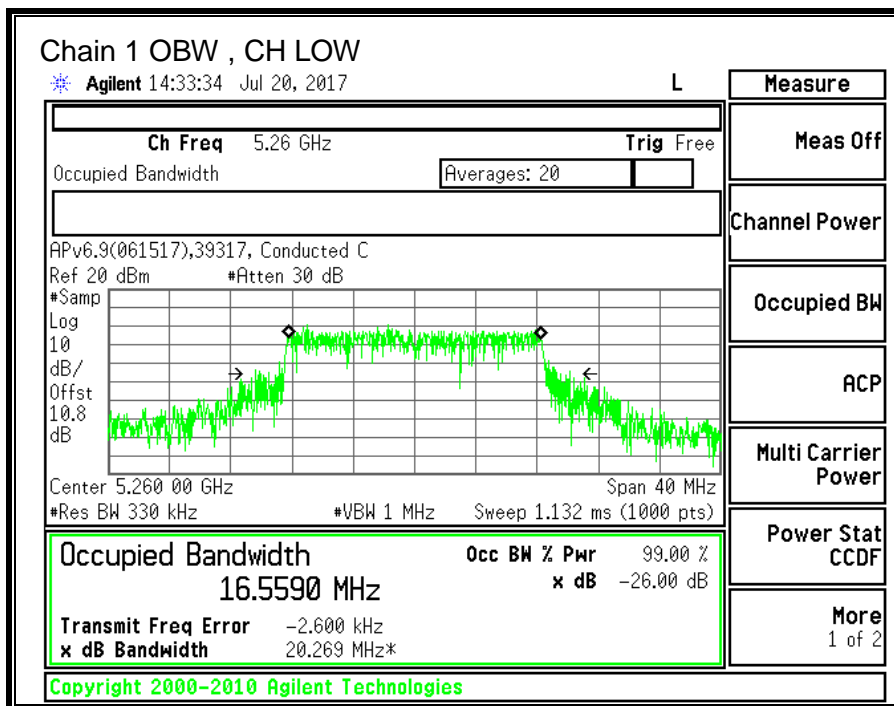 Chain 1 OBW , CH LOW
Agilent 14:33:34 Jul 20, 2017 L
Measure
Ch Freq 5.26 GHz Trig Free
Meas Off
Occupied Bandwidth Averages: 20
Channel Power
APv6.9(061517),39317, Conducted C
Ref 20 dBm #Atten 30 dB
#Samp
Log
10
dB/
Offst
10.8
dB
Occupied BW
ACP
Multi Carrier
Power
Center 5.260 00 GHz Span 40 MHz
#Res BW 330 kHz #VBW 1 MHz Sweep 1.132 ms (1000 pts)
Power Stat
CCDF
Occupied Bandwidth Occ BW % Pwr 99.00 %
16.5590 MHz x dB -26.00 dB
Transmit Freq Error -2.600 kHz
x dB Bandwidth 20.269 MHz*
More
1 of 2
Copyright 2000-2010 Agilent Technologies